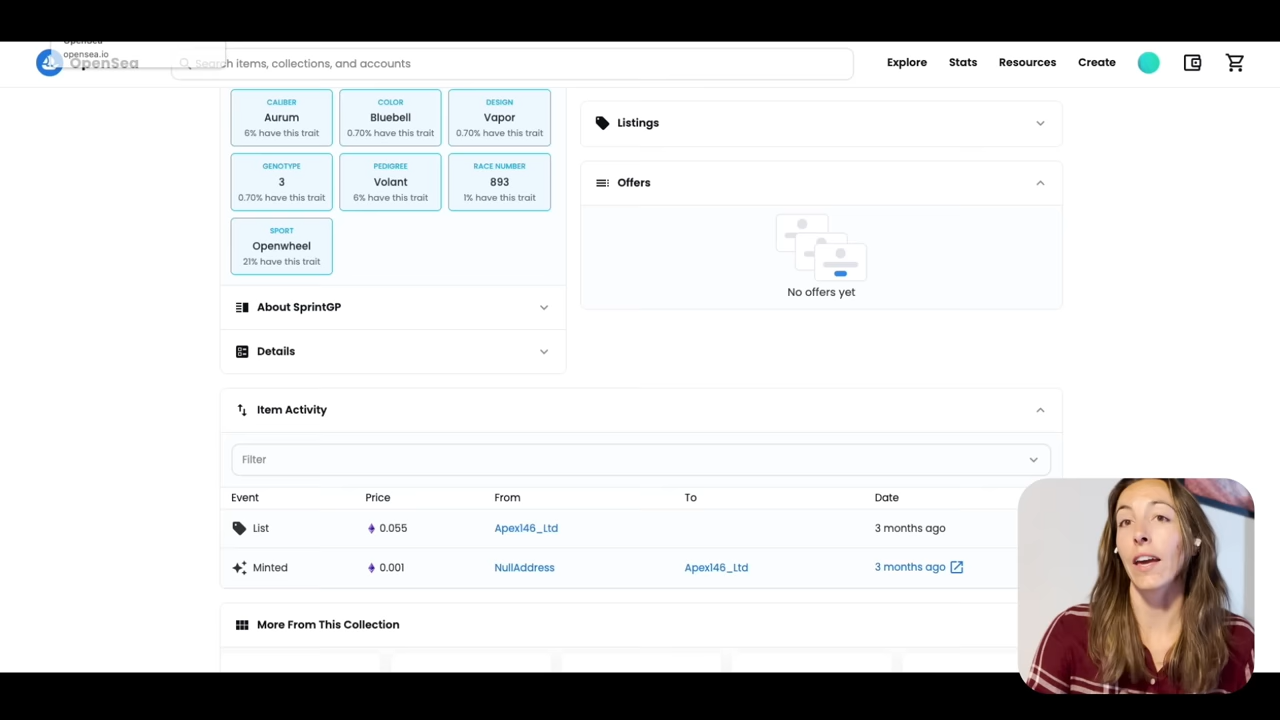 OpenSea
opensea.io
OpenSea
Search items, collections, and accounts
Explore
Stats
Resources
Create
CALIBER
Aurum
6% have this trait
COLOR
Bluebell
0.70% have this trait
DESIGN
Vapor
0.70% have this trait
GENOTYPE
3
0.70% have this trait
PEDIGREE
Volant
6% have this trait
RACE NUMBER
893
1% have this trait
SPORT
Openwheel
21% have this trait
About SprintGP
Details
Listings
Offers
No offers yet
Item Activity
Filter
Event Price From To Date
List 0.055 Apex146_Ltd 3 months ago
Minted 0.001 NullAddress Apex146_Ltd 3 months ago
More From This Collection